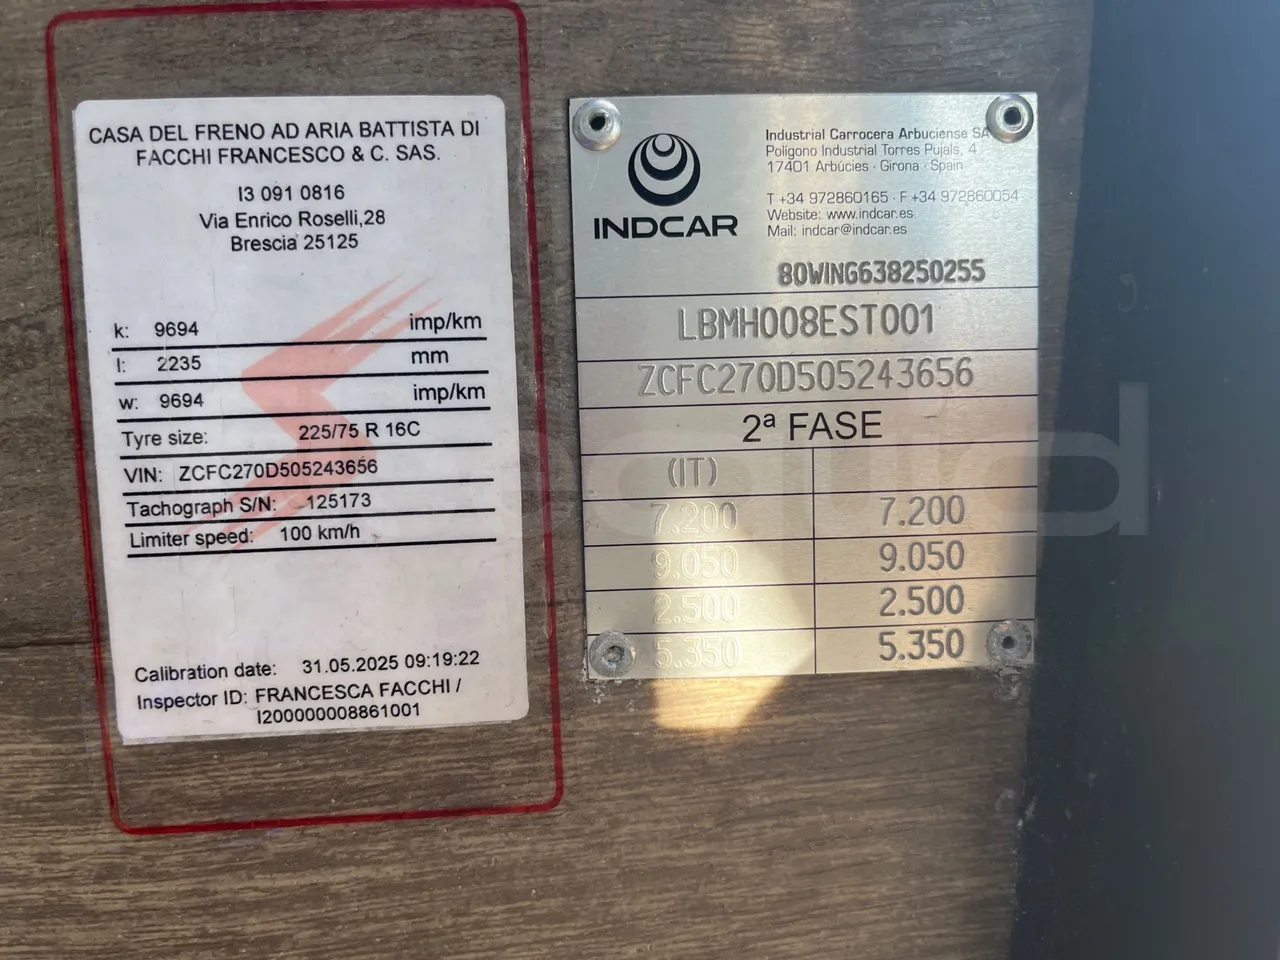 CASA DEL FRENO AD ARIA BATTISTA DI
FACCHI FRANCESCO & C. SAS.
I3 091 0816
Via Enrico Roselli,28
Brescia 25125
k: 9694 imp/km
l: 2235 mm
w: 9694 imp/km
Tyre size: 225/75 R 16C
VIN: ZCFC270D505243656
Tachograph S/N: 125173
Limiter speed: 100 km/h
Calibration date: 31.05.2025 09:19:22
Inspector ID: FRANCESCA FACCHI /
I200000008861001
INDCAR
Industrial Carrocera Arbuciense SA
Polígono Industrial Torres Pujals, 4
17401 Arbúcies · Girona · Spain
T +34 972860165 · F +34 972860054
Website: www.indcar.es
Mail: indcar@indcar.es
80WING638250255
LBMH008EST001
ZCFC270D505243656
2ª FASE
(IT)
7.200 7.200
9.050 9.050
2.500 2.500
5.350 5.350